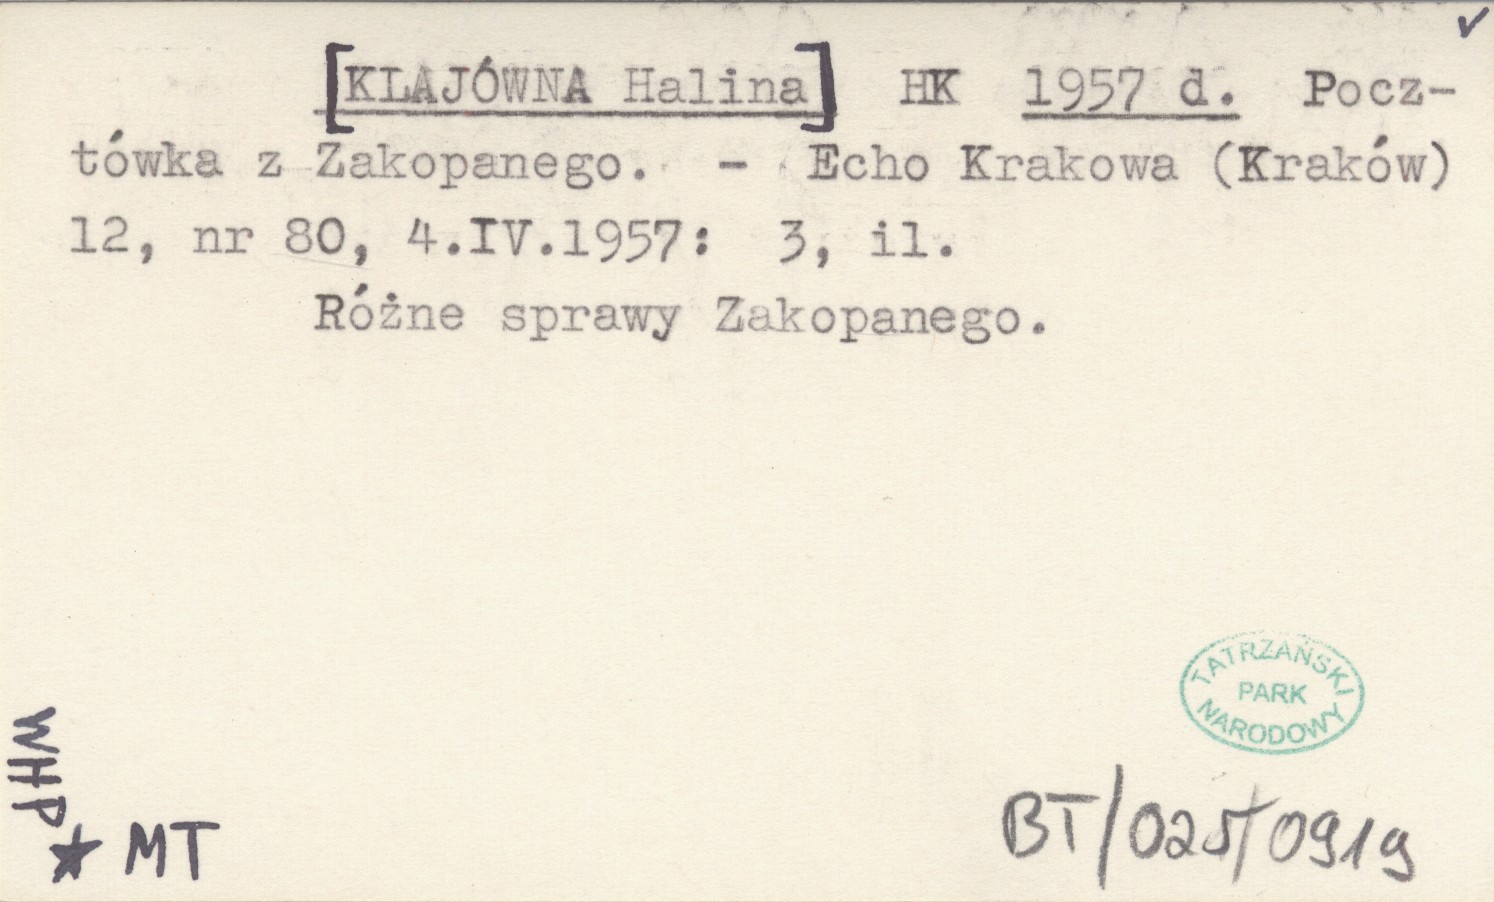 [KLAJÓWNA Halina] HK 1957 d. Pocz-
tówka z Zakopanego. - Echo Krakowa (Kraków)
12, nr 80, 4.IV.1957: 3, il.
Różne sprawy Zakopanego.
TATRZAŃSKI
PARK
NARODOWY
WHP
MT
BT/025/0919